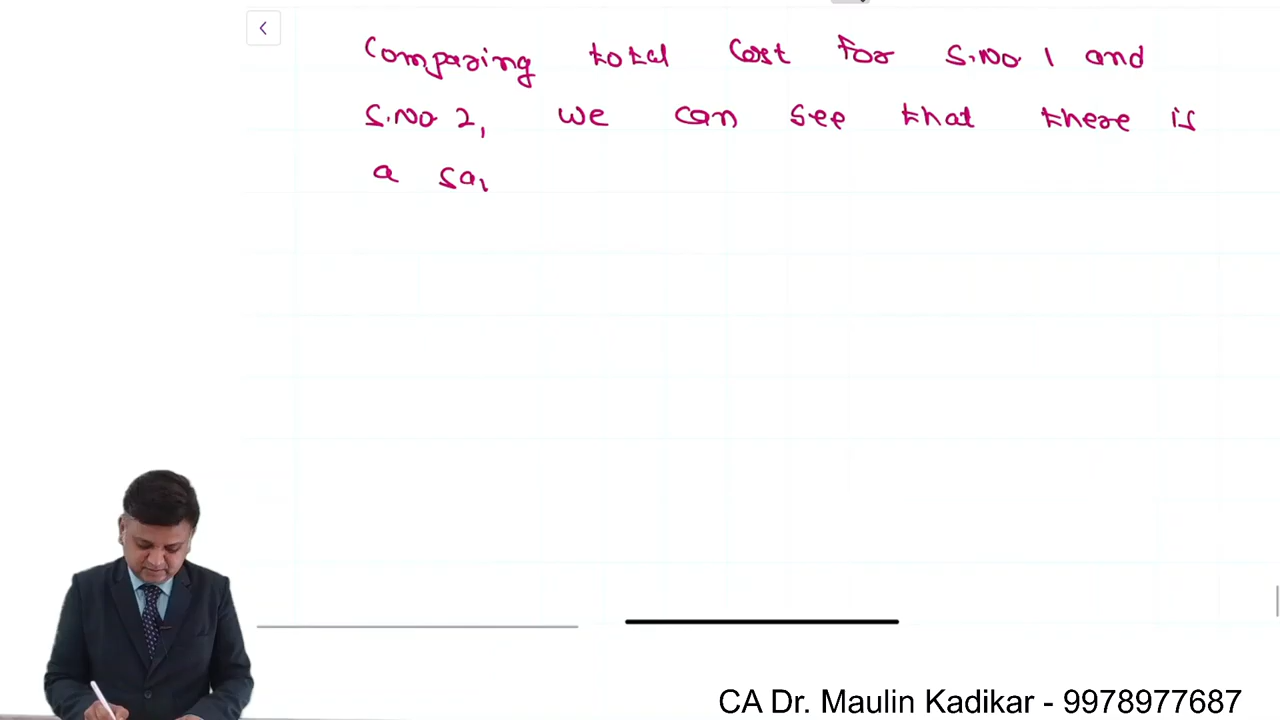 Comparing total cost for S.No 1 and
S.No 2, we can see that there is
a
CA Dr. Maulin Kadikar - 9978977687